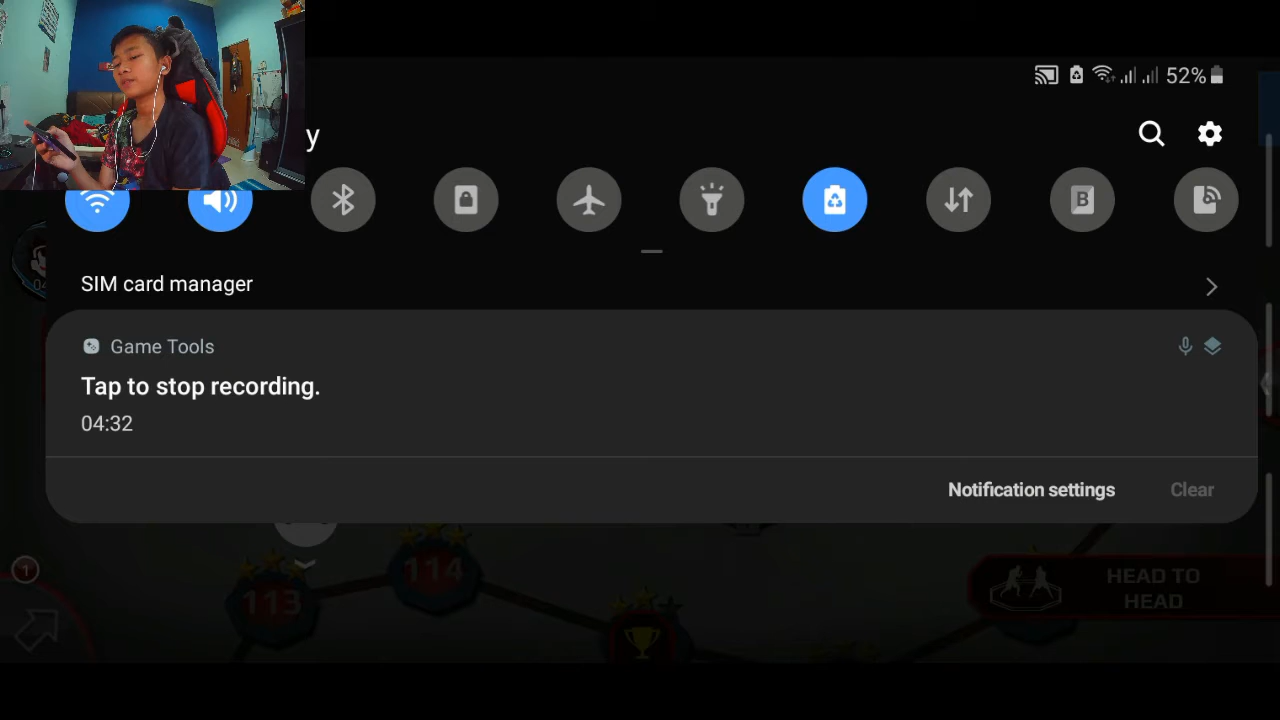 52%
y
B
SIM card manager
Game Tools
Tap to stop recording.
04:32
Notification settings
Clear
1
114
113
HEAD TO
HEAD